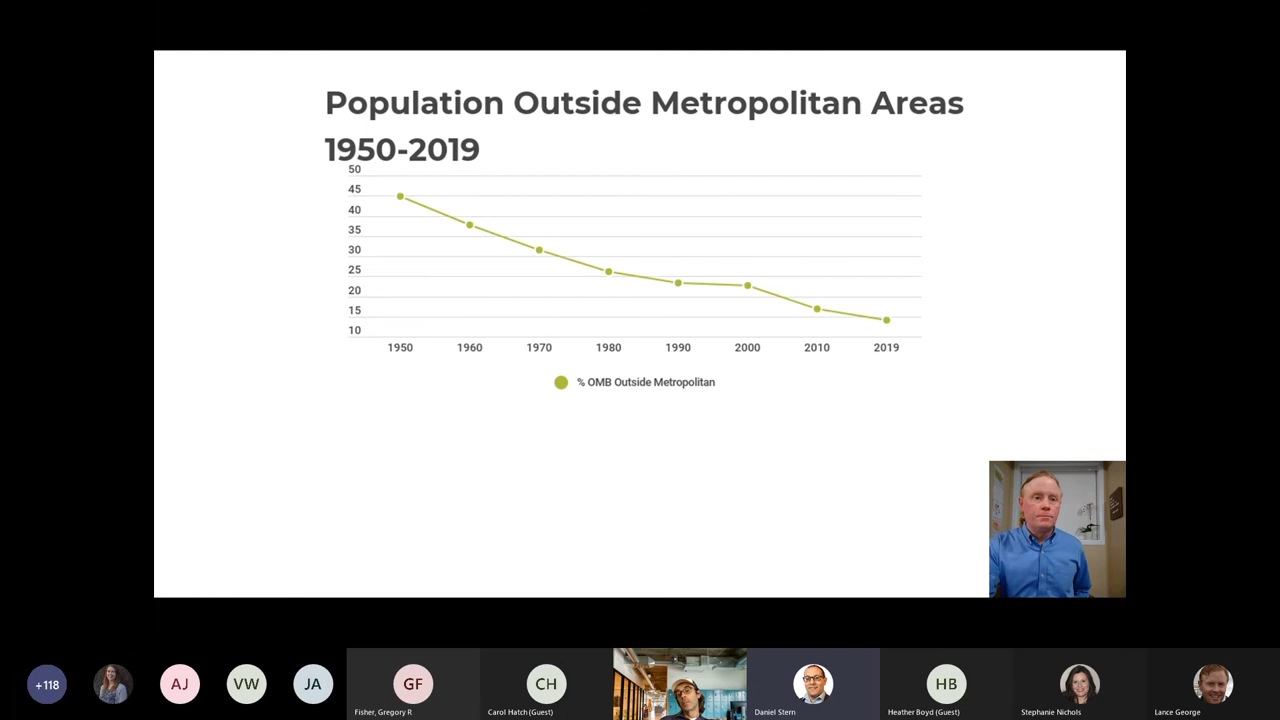 Population Outside Metropolitan Areas
1950-2019
50
45
40
35
30
25
20
15
10
1950 1960 1970 1980 1990 2000 2010 2019
% OMB Outside Metropolitan
+118 AJ VW JA GF CH HB
Fisher, Gregory R Carol Hatch (Guest) Daniel Stern Heather Boyd (Guest) Stephanie Nichols Lance George